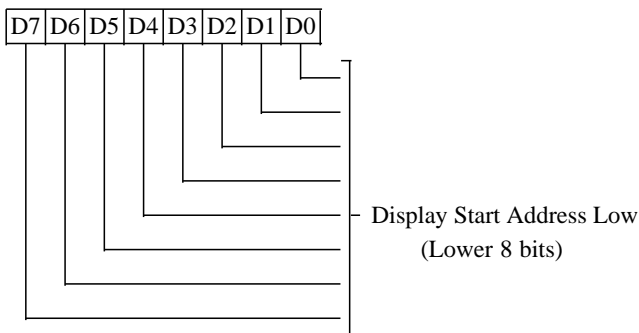 D7 D6 D5 D4 D3 D2 D1 D0
Display Start Address Low
(Lower 8 bits)